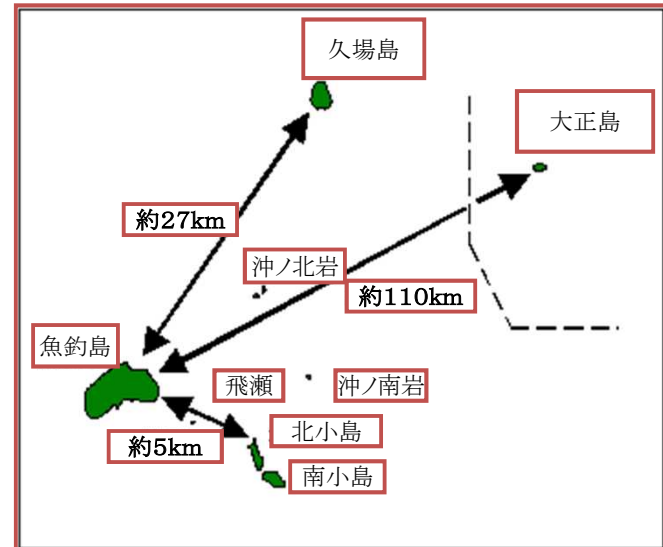 久場島
大正島
約27km
沖ノ北岩
約110km
魚釣島
飛瀬
沖ノ南岩
北小島
約5km
南小島